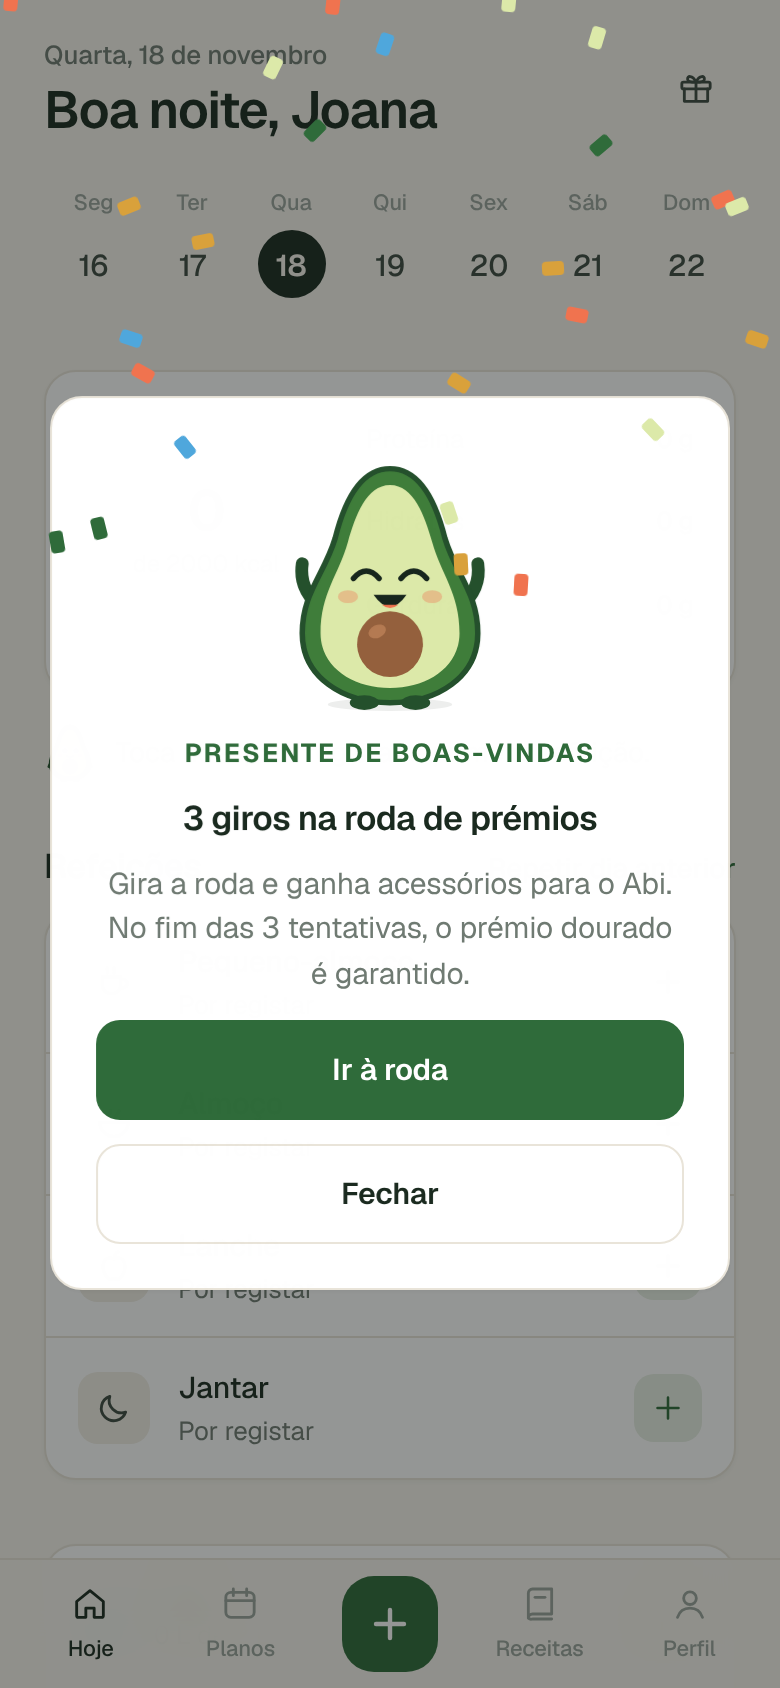 Quarta, 18 de novembro
Boa noite, Joana
Seg Ter Qua Qui Sex Sáb Dom
16 17 18 19 20 21 22
PRESENTE DE BOAS-VINDAS
3 giros na roda de prémios
Gira a roda e ganha acessórios para o Abi.
No fim das 3 tentativas, o prémio dourado
é garantido.
Ir à roda
Fechar
Por registar
Jantar
Por registar
Hoje Planos Receitas Perfil